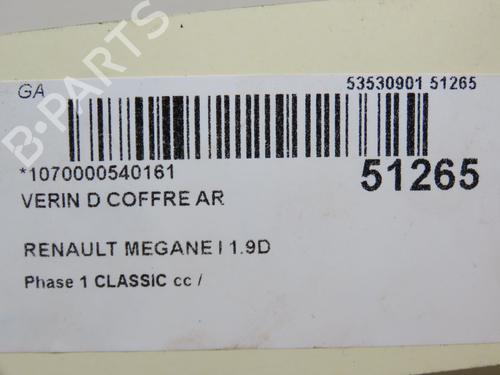 GA
53530901 51265
*1070000540161
51265
VERIN D COFFRE AR
RENAULT MEGANE I 1.9D
Phase 1 CLASSIC cc /
B-PARTS